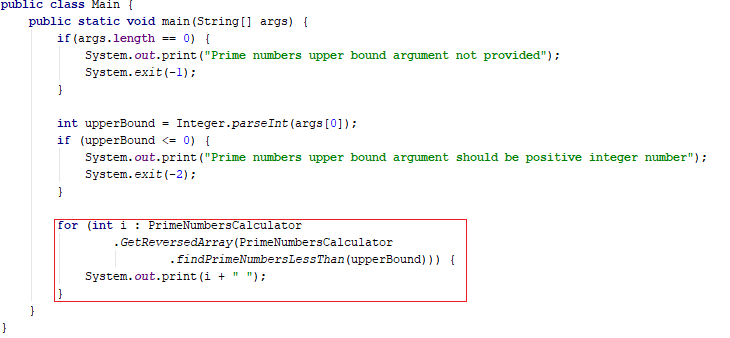 public class Main {
    public static void main(String[] args) {
        if(args.length == 0) {
            System.out.print("Prime numbers upper bound argument not provided");
            System.exit(-1);
        }
        int upperBound = Integer.parseInt(args[0]);
        if (upperBound <= 0) {
            System.out.print("Prime numbers upper bound argument should be positive integer number");
            System.exit(-2);
        }
        for (int i : PrimeNumbersCalculator
                .GetReversedArray(PrimeNumbersCalculator
                        .findPrimeNumbersLessThan(upperBound))) {
            System.out.print(i + " ");
        }
    }
}